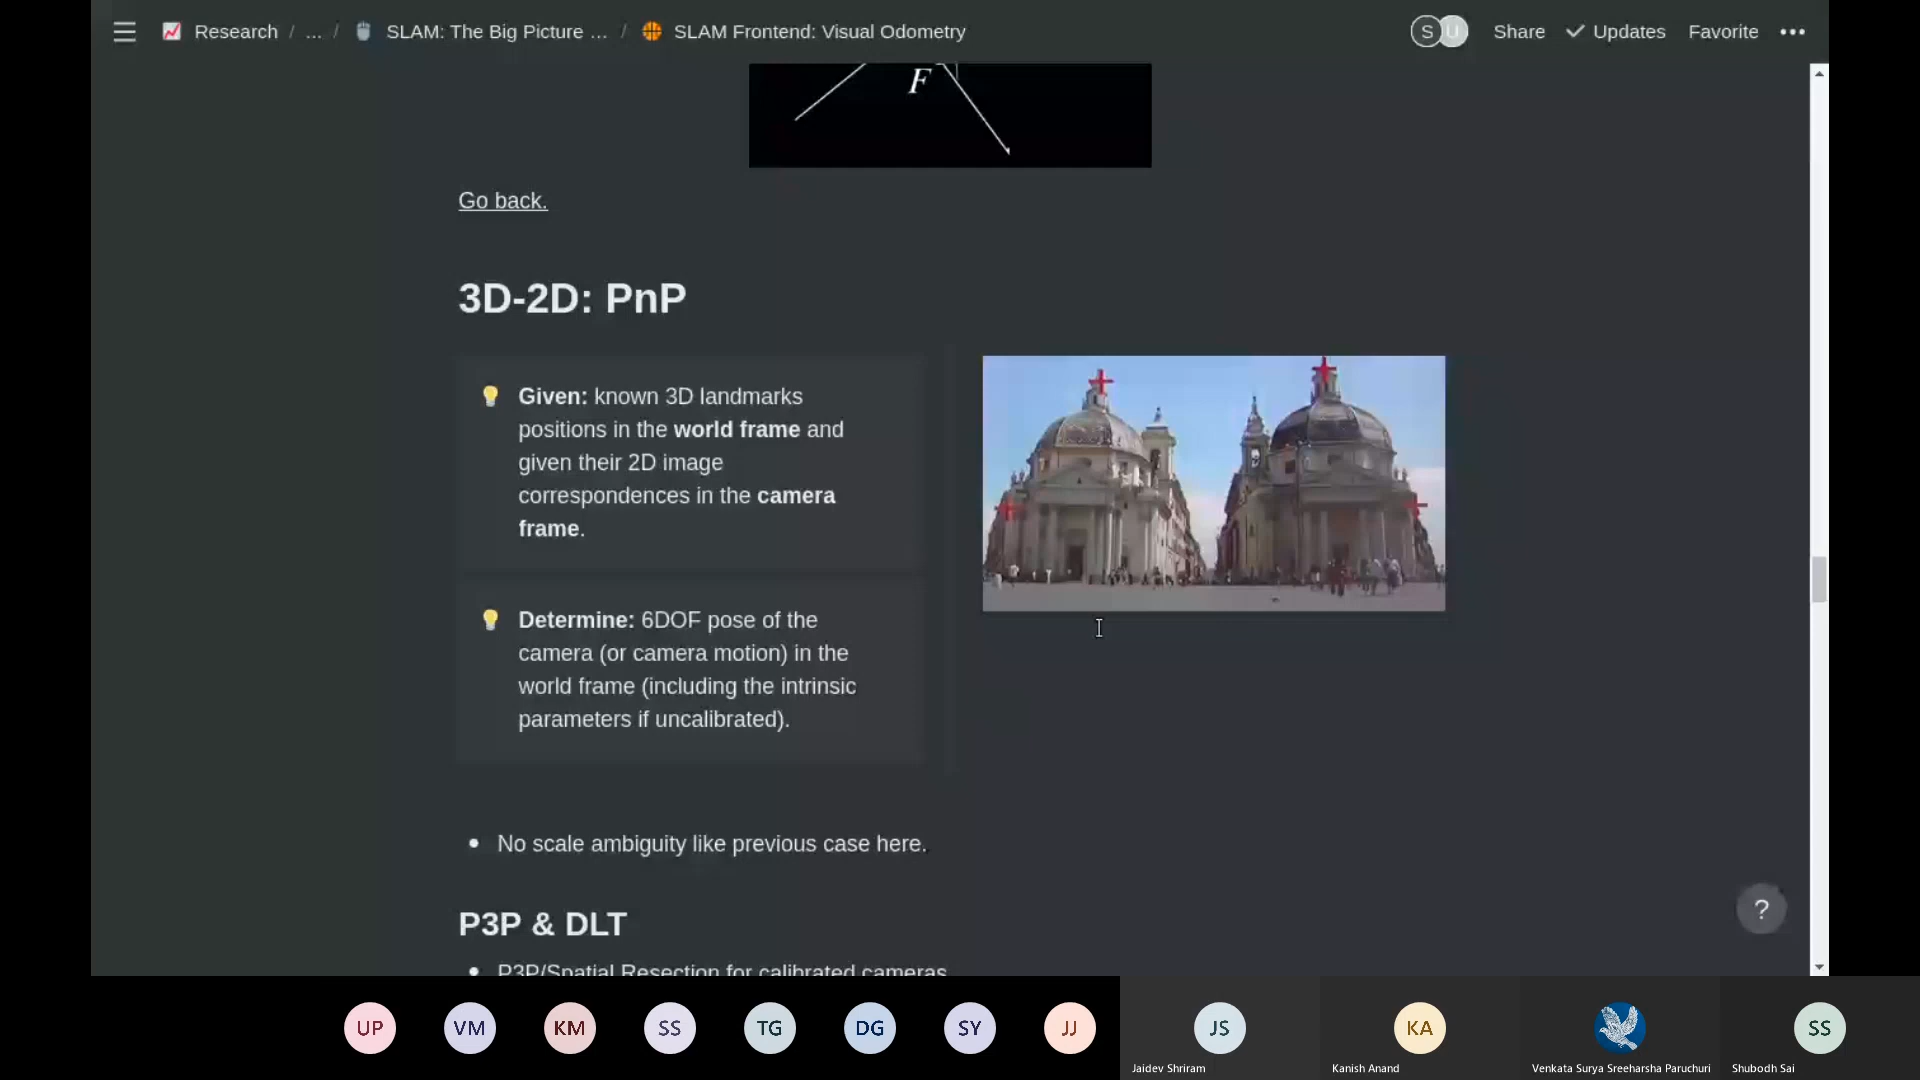 Research / ... / SLAM: The Big Picture ... / SLAM Frontend: Visual Odometry
S U Share Updates Favorite •••
F
Go back.
3D-2D: PnP
Given: known 3D landmarks
positions in the world frame and
given their 2D image
correspondences in the camera
frame.
Determine: 6DOF pose of the
camera (or camera motion) in the
world frame (including the intrinsic
parameters if uncalibrated).
• No scale ambiguity like previous case here.
P3P & DLT
• P3P/Spatial Resection for calibrated cameras
?
UP VM KM SS TG DG SY JJ JS KA SS
Jaidev Shriram Kanish Anand Venkata Surya Sreeharsha Paruchuri Shubodh Sai